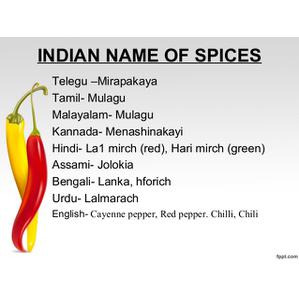 INDIAN NAME OF SPICES
Telegu –Mirapakaya
Tamil- Mulagu
Malayalam- Mulagu
Kannada- Menashinakayi
Hindi- La1 mirch (red), Hari mirch (green)
Assami- Jolokia
Bengali- Lanka, hforich
Urdu- Lalmarach
English- Cayenne pepper, Red pepper. Chilli, Chili
fppt.com